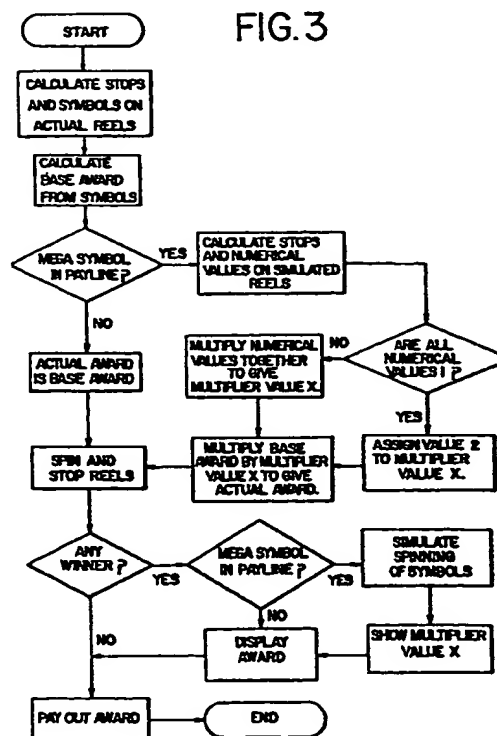 FIG. 3
START
CALCULATE STOPS
AND SYMBOLS ON
ACTUAL REELS
CALCULATE
BASE AWARD
FROM SYMBOLS
MEGA SYMBOL
IN PAYLINE?
YES
CALCULATE STOPS
AND NUMERICAL
VALUES ON SIMULATED
REELS
NO
ARE ALL
NUMERICAL
VALUES 1?
NO
MULTIPLY NUMERICAL
VALUES TOGETHER
TO GIVE
MULTIPLIER VALUE X.
ACTUAL AWARD
IS BASE AWARD
YES
ASSIGN VALUE 2
TO MULTIPLIER
VALUE X.
MULTIPLY BASE
AWARD BY MULTIPLIER
VALUE X TO GIVE
ACTUAL AWARD.
SPIN AND
STOP REELS
ANY
WINNER?
YES
MEGA SYMBOL
IN PAYLINE?
YES
SIMULATE
SPINNING
OF SYMBOLS
NO
NO
DISPLAY
AWARD
SHOW MULTIPLIER
VALUE X
PAY OUT AWARD
END